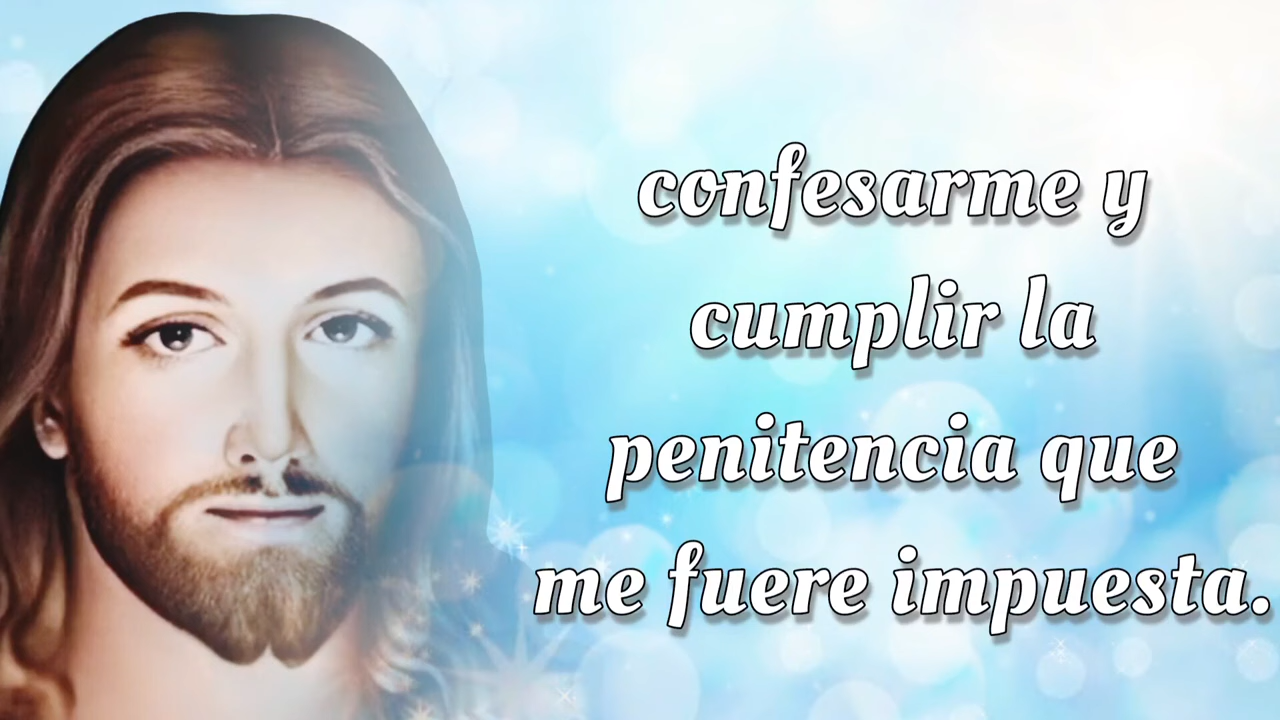 confesarme y
cumplir la
penitencia que
me fuere impuesta.